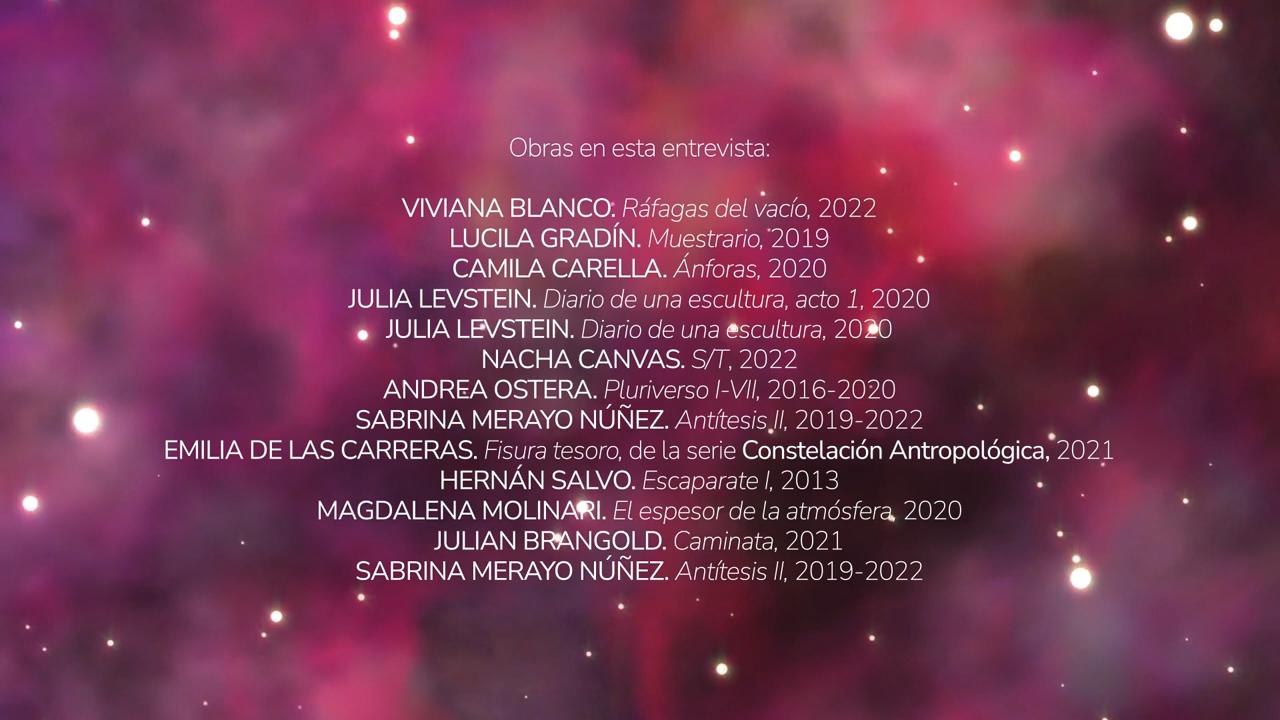 Obras en esta entrevista:
VIVIANA BLANCO. Ráfagas del vacío, 2022
LUCILA GRADÍN. Muestrario, 2019
CAMILA CARELLA. Ánforas, 2020
JULIA LEVSTEIN. Diario de una escultura, acto 1, 2020
JULIA LEVSTEIN. Diario de una escultura, 2020
NACHA CANVAS. S/T, 2022
ANDREA OSTERA. Pluriverso I-VII, 2016-2020
SABRINA MERAYO NÚÑEZ. Antítesis II, 2019-2022
EMILIA DE LAS CARRERAS. Fisura tesoro, de la serie Constelación Antropológica, 2021
HERNÁN SALVO. Escaparate I, 2013
MAGDALENA MOLINARI. El espesor de la atmósfera, 2020
JULIAN BRANGOLD. Caminata, 2021
SABRINA MERAYO NÚÑEZ. Antítesis II, 2019-2022